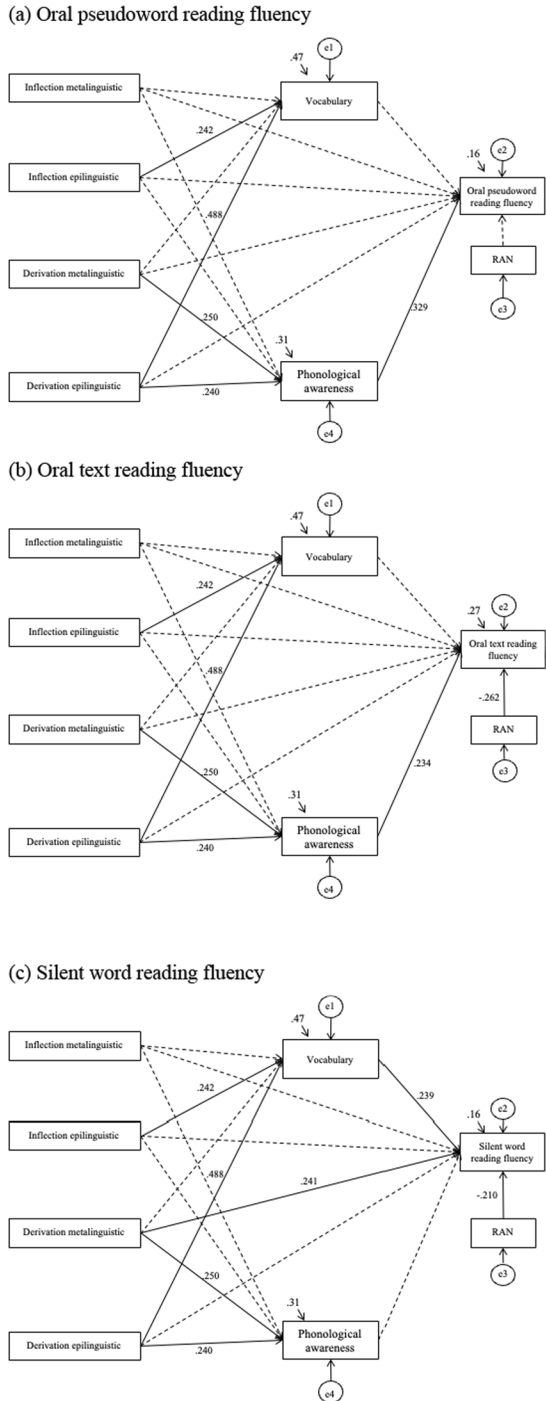 (a) Oral pseudoword reading fluency
e1
.47
Inflection metalinguistic
Vocabulary
.242
e2
.16
Inflection epilinguistic
Oral pseudoword
reading fluency
.488
RAN
Derivation metalinguistic
.250
.329
e3
.31
Phonological
awareness
Derivation epilinguistic
.240
e4
(b) Oral text reading fluency
e1
.47
Inflection metalinguistic
Vocabulary
.242
e2
.27
Inflection epilinguistic
Oral text reading
fluency
.488
-.262
Derivation metalinguistic
RAN
.250
.234
e3
.31
Phonological
awareness
Derivation epilinguistic
.240
e4
(c) Silent word reading fluency
e1
.47
Inflection metalinguistic
Vocabulary
.242
.239
e2
.16
Inflection epilinguistic
Silent word
reading fluency
.488
.241
-.210
Derivation metalinguistic
RAN
.250
e3
.31
Phonological
awareness
Derivation epilinguistic
.240
e4